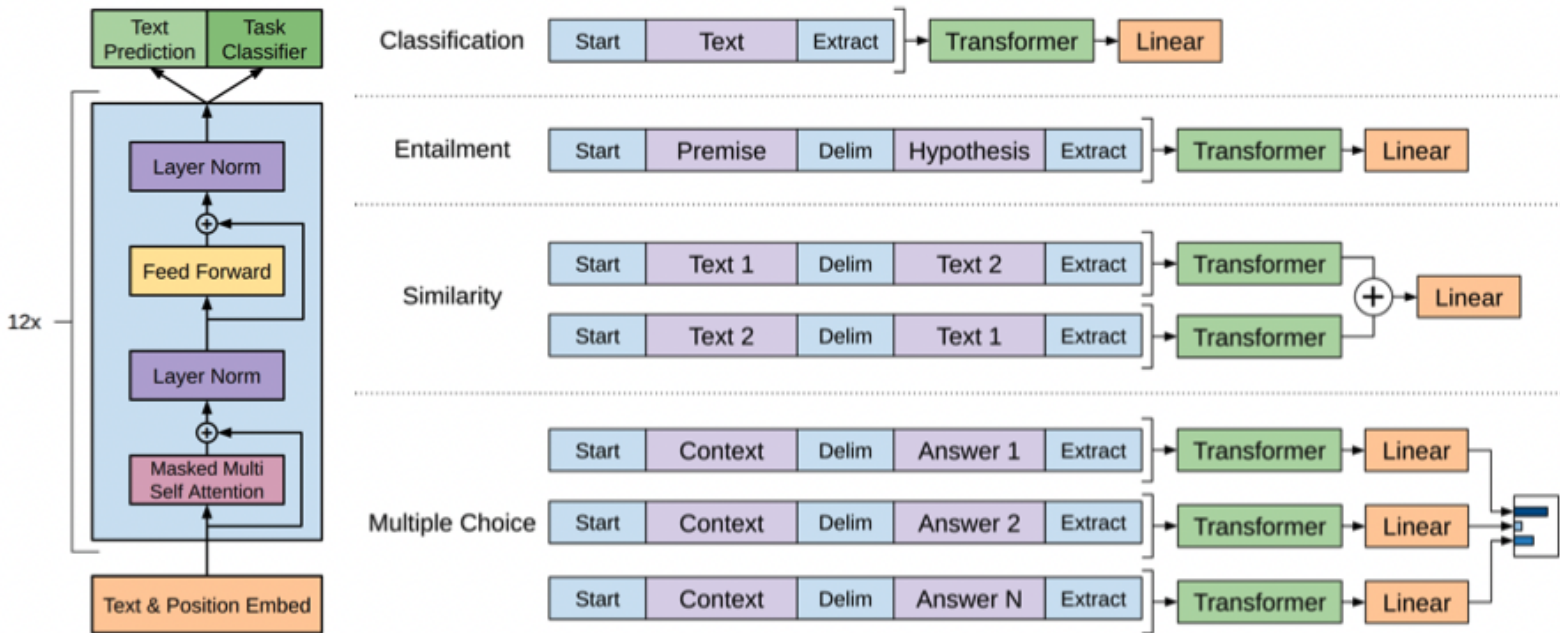 Text
Prediction
Task
Classifier
Layer Norm
Feed Forward
12x
Layer Norm
Masked Multi
Self Attention
Text & Position Embed
Classification
Start Text Extract Transformer Linear
Entailment
Start Premise Delim Hypothesis Extract Transformer Linear
Similarity
Start Text 1 Delim Text 2 Extract Transformer
Start Text 2 Delim Text 1 Extract Transformer
Linear
Multiple Choice
Start Context Delim Answer 1 Extract Transformer Linear
Start Context Delim Answer 2 Extract Transformer Linear
Start Context Delim Answer N Extract Transformer Linear